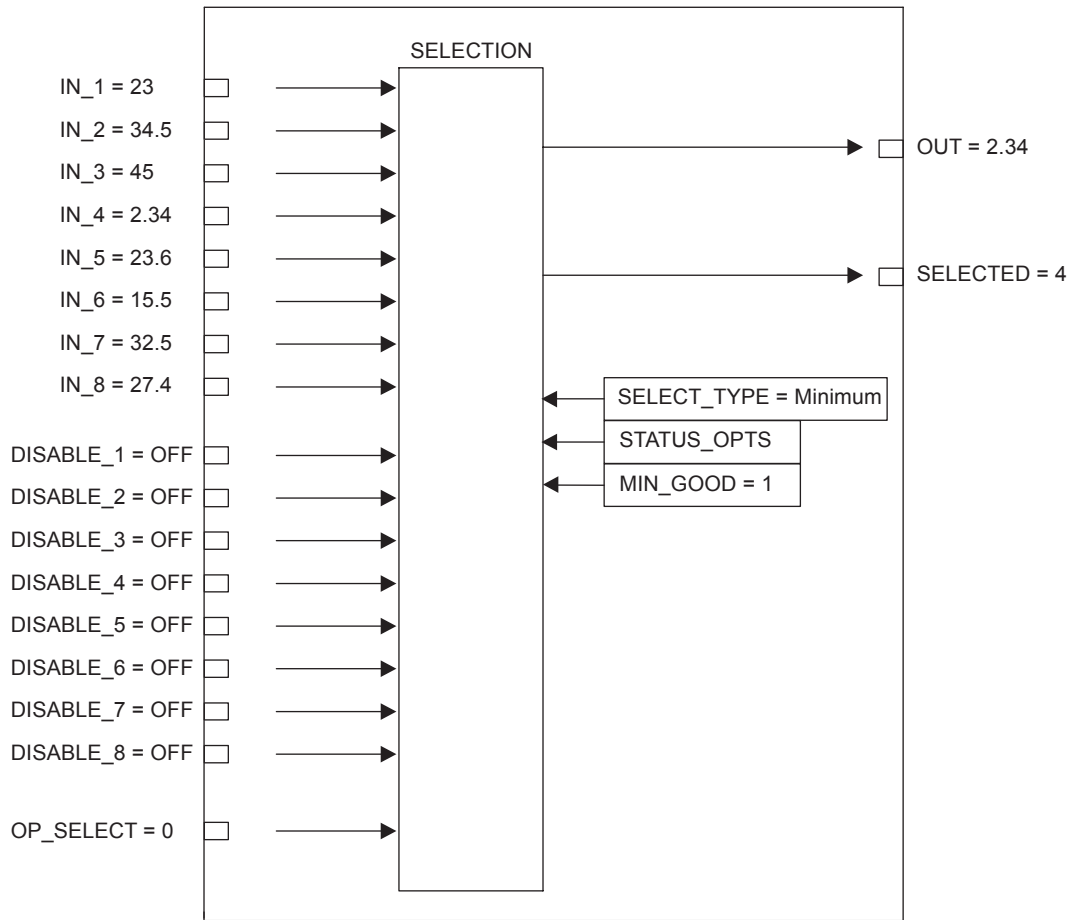 SELECTION
IN_1 = 23
IN_2 = 34.5
IN_3 = 45
IN_4 = 2.34
IN_5 = 23.6
IN_6 = 15.5
IN_7 = 32.5
IN_8 = 27.4
DISABLE_1 = OFF
DISABLE_2 = OFF
DISABLE_3 = OFF
DISABLE_4 = OFF
DISABLE_5 = OFF
DISABLE_6 = OFF
DISABLE_7 = OFF
DISABLE_8 = OFF
OP_SELECT = 0
OUT = 2.34
SELECTED = 4
SELECT_TYPE = Minimum
STATUS_OPTS
MIN_GOOD = 1